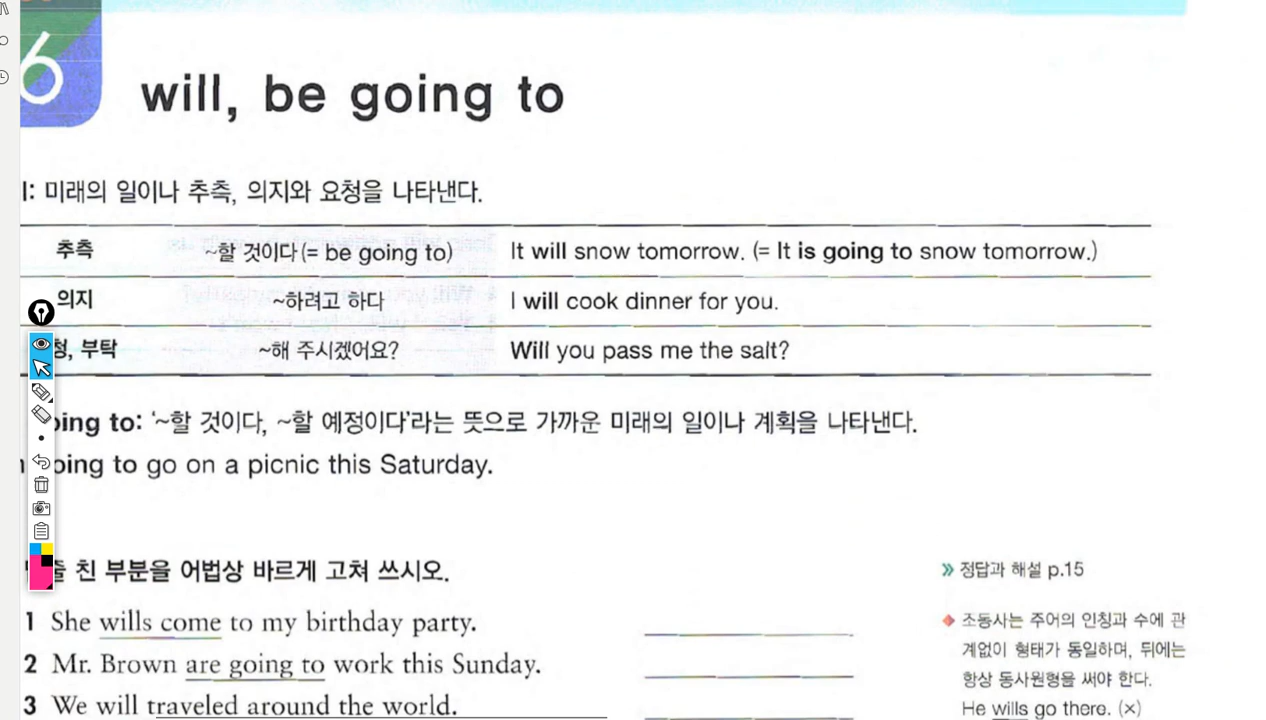 6
will, be going to
l: 미래의 일이나 추측, 의지와 요청을 나타낸다.
추측 ~할 것이다 (= be going to) It will snow tomorrow. (= It is going to snow tomorrow.)
의지 ~하려고 하다 I will cook dinner for you.
청, 부탁 ~해 주시겠어요? Will you pass me the salt?
oing to: '~할 것이다, ~할 예정이다'라는 뜻으로 가까운 미래의 일이나 계획을 나타낸다.
oing to go on a picnic this Saturday.
줄 친 부분을 어법상 바르게 고쳐 쓰시오.
» 정답과 해설 p.15
1 She wills come to my birthday party.
2 Mr. Brown are going to work this Sunday.
3 We will traveled around the world.
조동사는 주어의 인칭과 수에 관
계없이 형태가 동일하며, 뒤에는
항상 동사원형을 써야 한다.
He wills go there. (×)